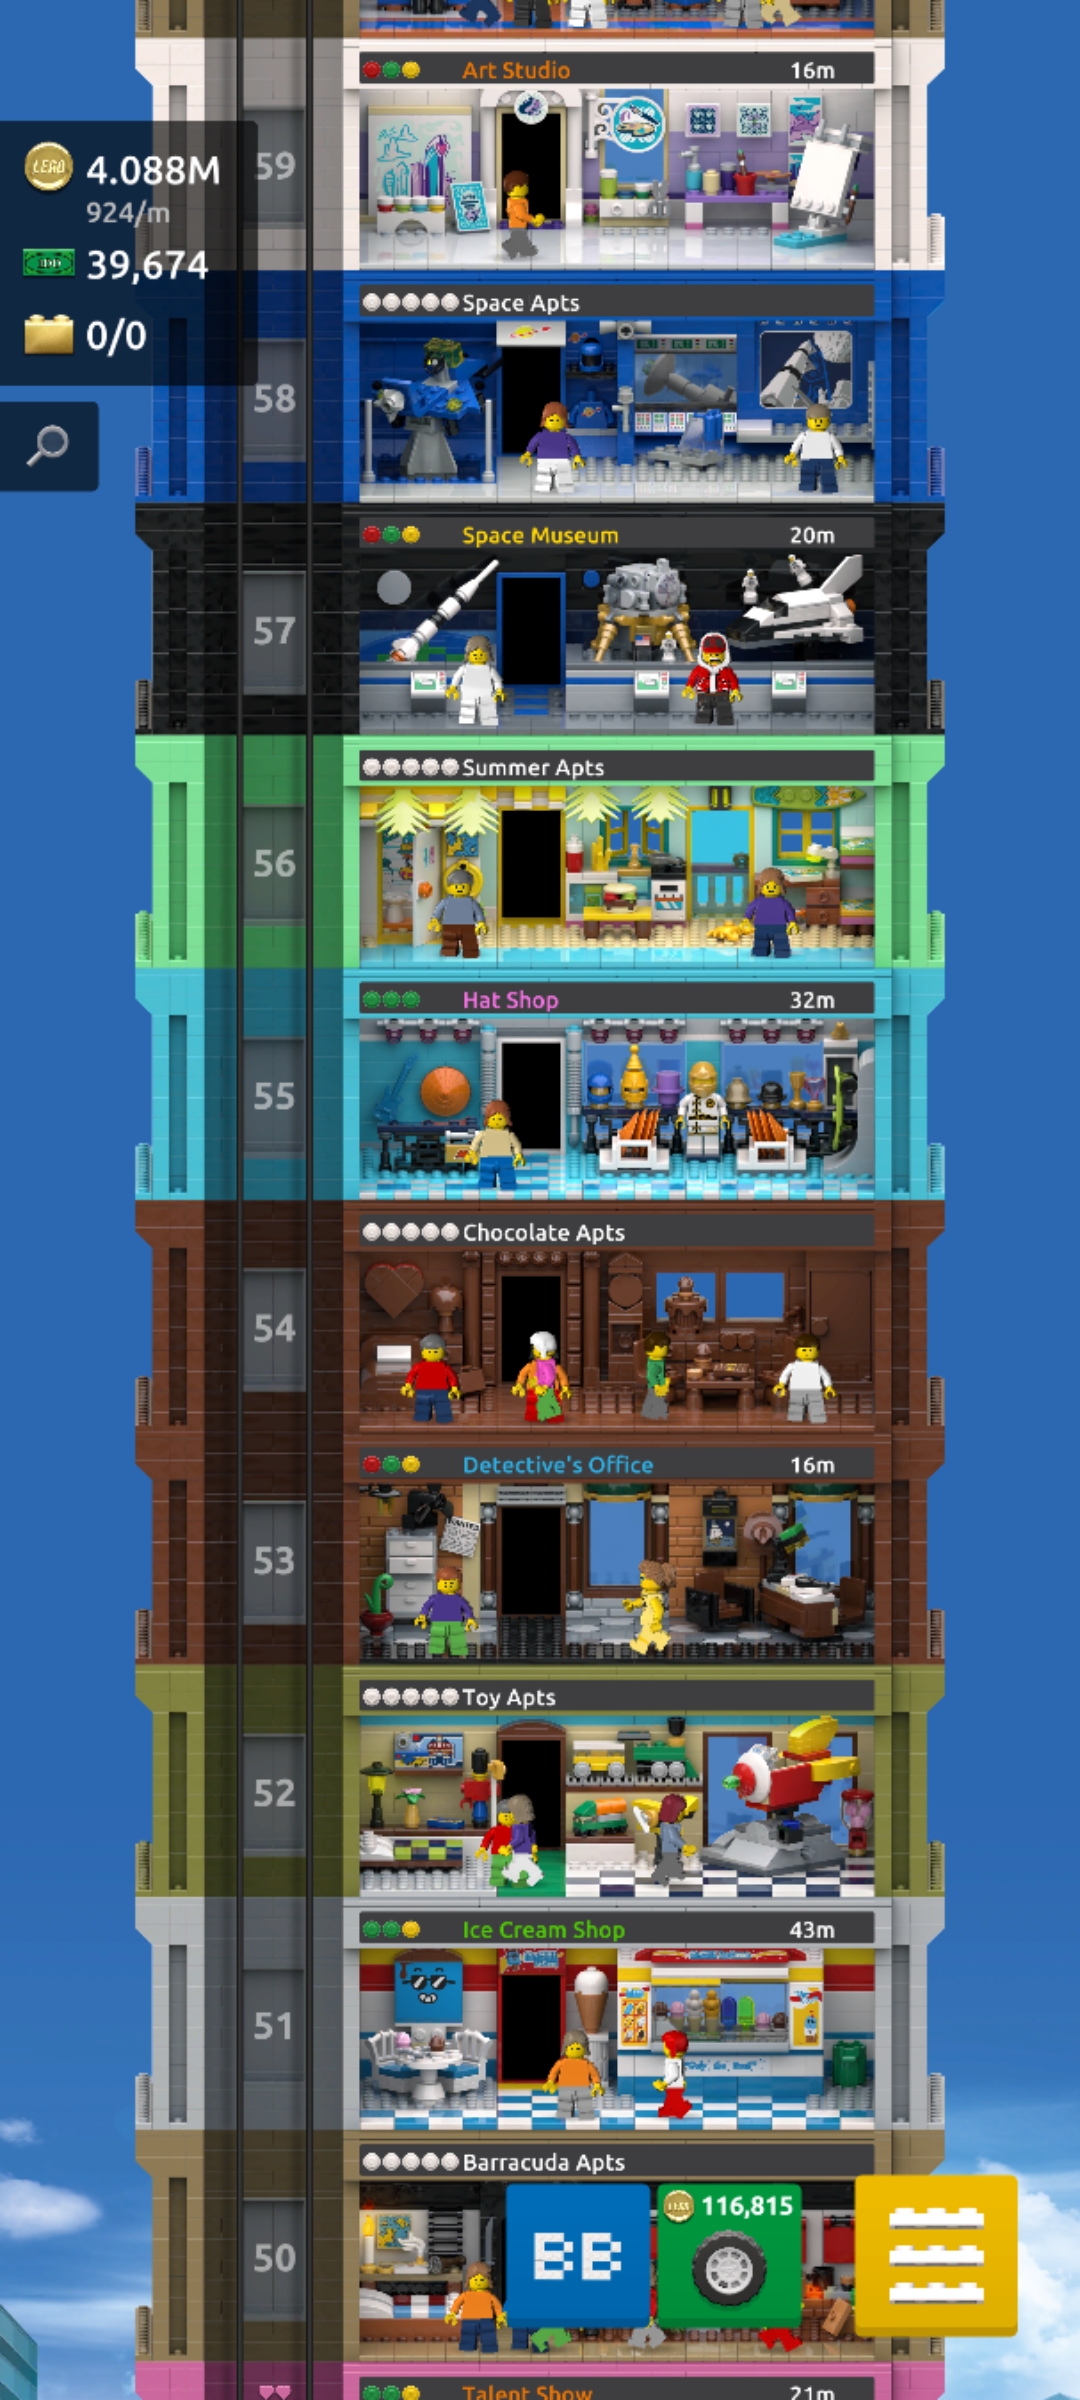 Art Studio 16m
59
LEGO 4.088M
924/m
39,674
0/0
Space Apts
58
Space Museum 20m
57
Summer Apts
56
Hat Shop 32m
55
Chocolate Apts
54
Detective's Office 16m
53
WANTED
Toy Apts
52
Ice Cream Shop 43m
51
Barracuda Apts
50
BB
116,815
Talent Show 21m